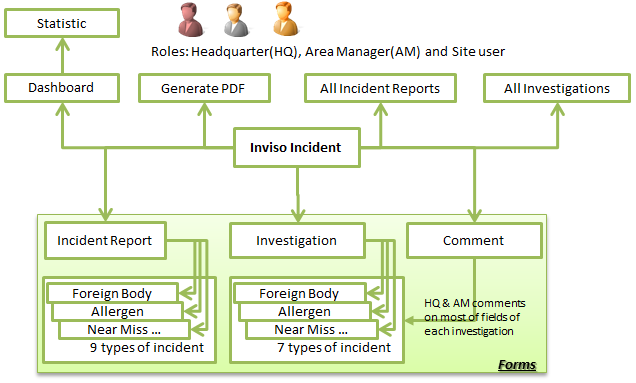 Statistic
Roles: Headquarter(HQ), Area Manager(AM) and Site user
Dashboard
Generate PDF
All Incident Reports
All Investigations
Inviso Incident
Incident Report
Investigation
Comment
Foreign Body
Allergen
Near Miss ...
9 types of incident
Foreign Body
Allergen
Near Miss ...
7 types of incident
HQ & AM comments
on most of fields of
each investigation
Forms